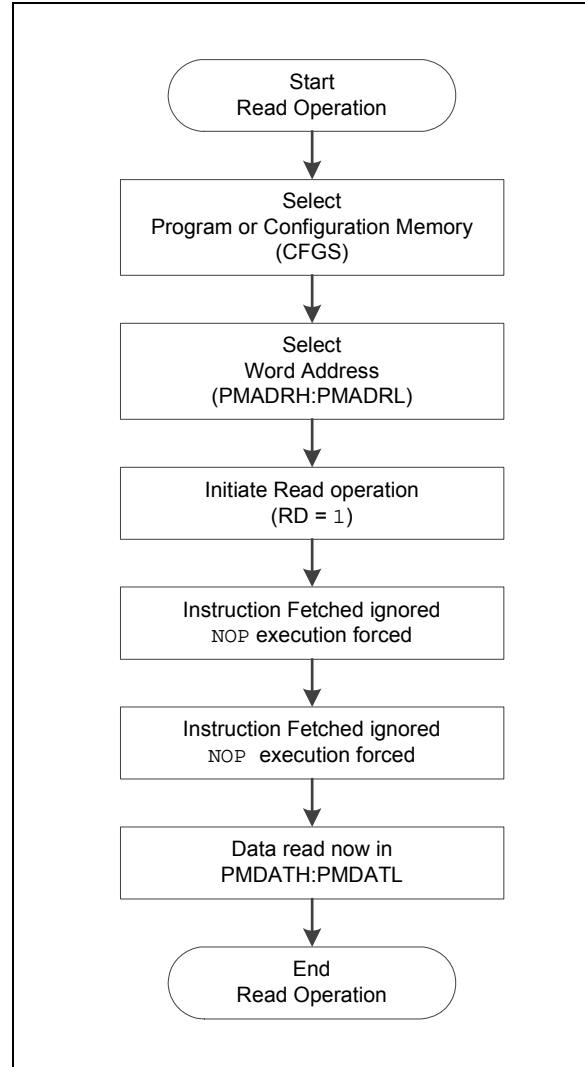 Start
Read Operation
Select
Program or Configuration Memory
(CFGS)
Select
Word Address
(PMADRH:PMADRL)
Initiate Read operation
(RD = 1)
Instruction Fetched ignored
NOP execution forced
Instruction Fetched ignored
NOP execution forced
Data read now in
PMDATH:PMDATL
End
Read Operation